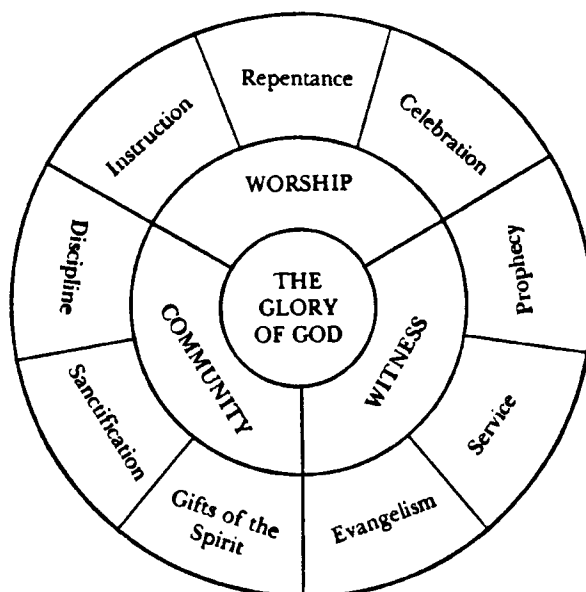 Repentance
Instruction
Celebration
WORSHIP
Discipline
Prophecy
THE
GLORY
OF GOD
COMMUNITY
WITNESS
Sanctification
Service
Gifts of the
Spirit
Evangelism